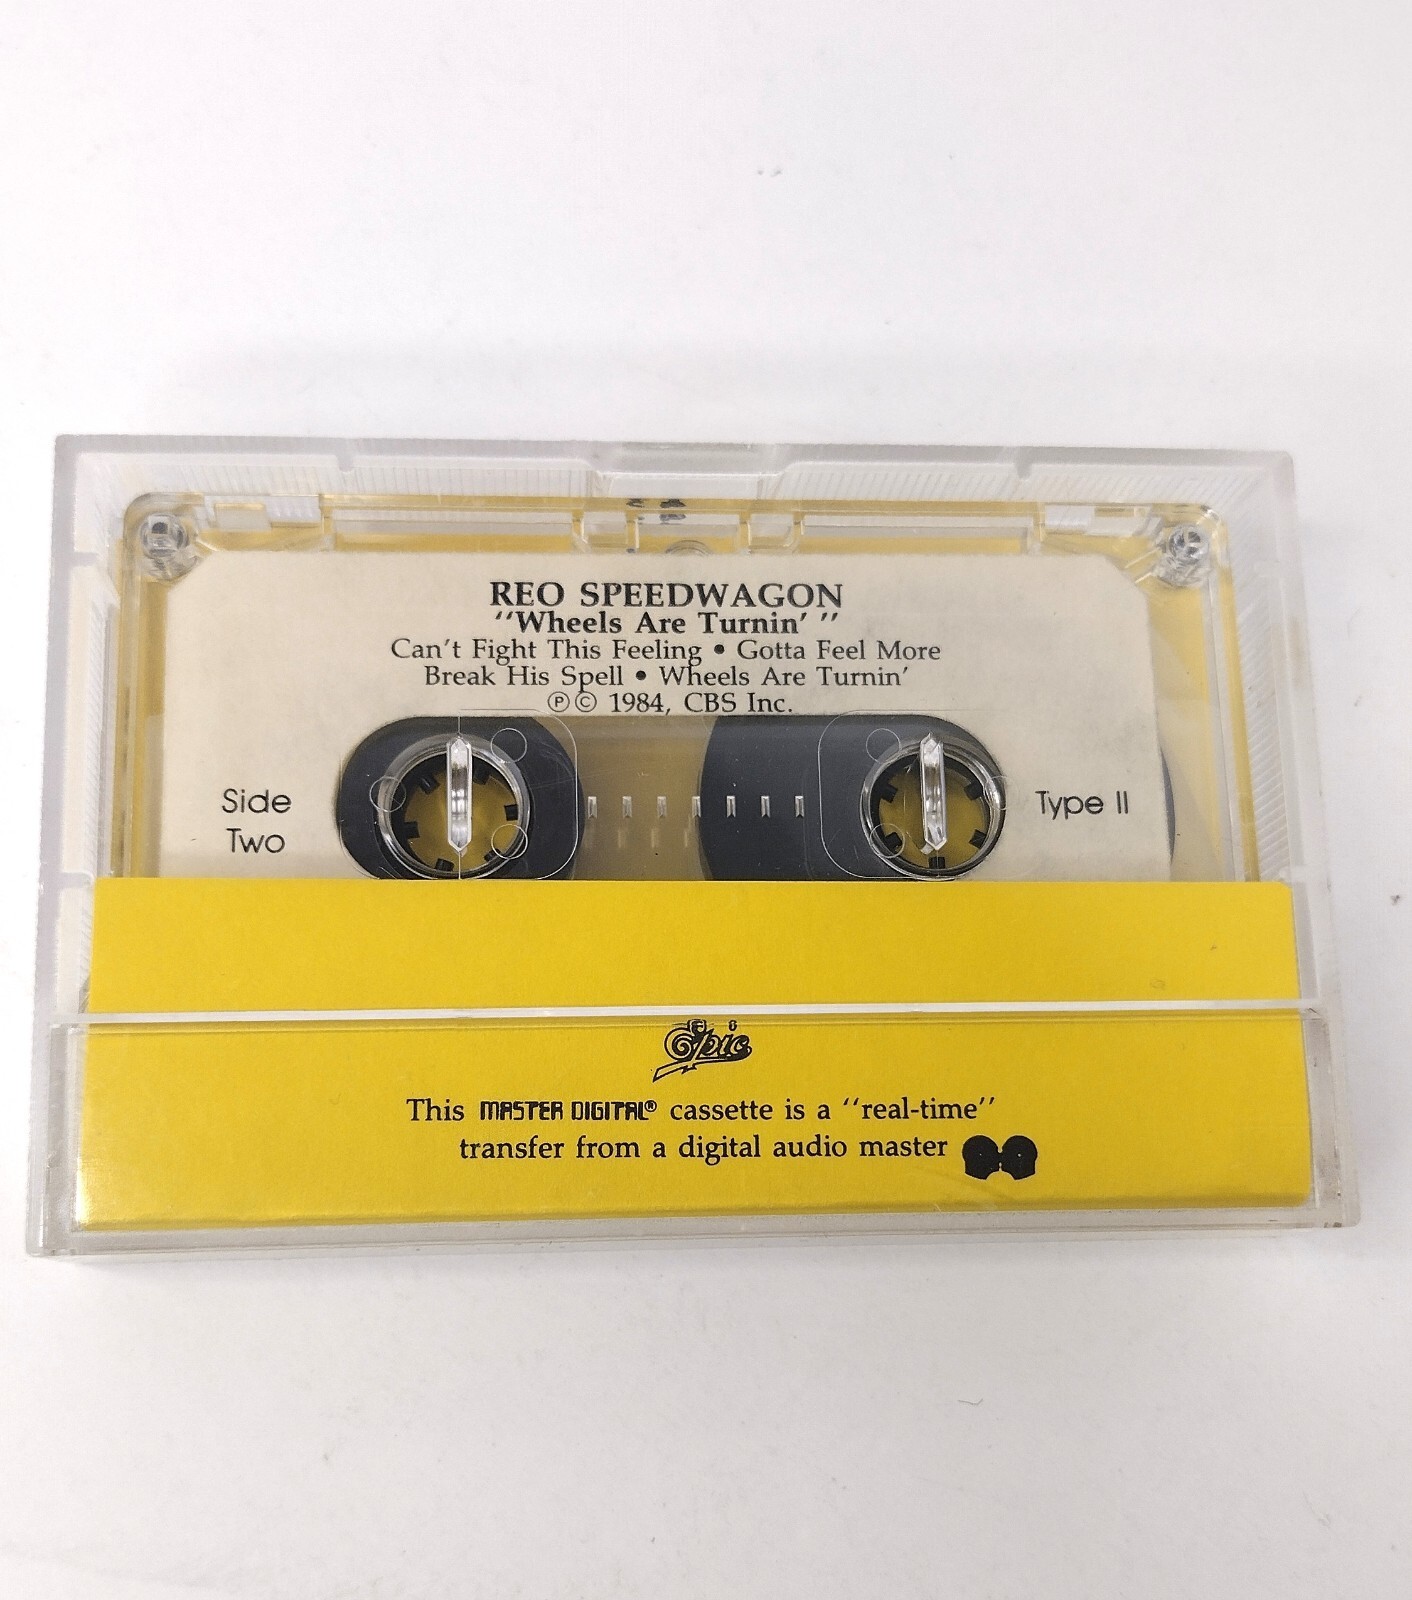 REO SPEEDWAGON
“Wheels Are Turnin’ ”
Can’t Fight This Feeling • Gotta Feel More
Break His Spell • Wheels Are Turnin’
℗© 1984, CBS Inc.
Side
Two
Type II
Epic
This MASTER DIGITAL® cassette is a “real-time”
transfer from a digital audio master